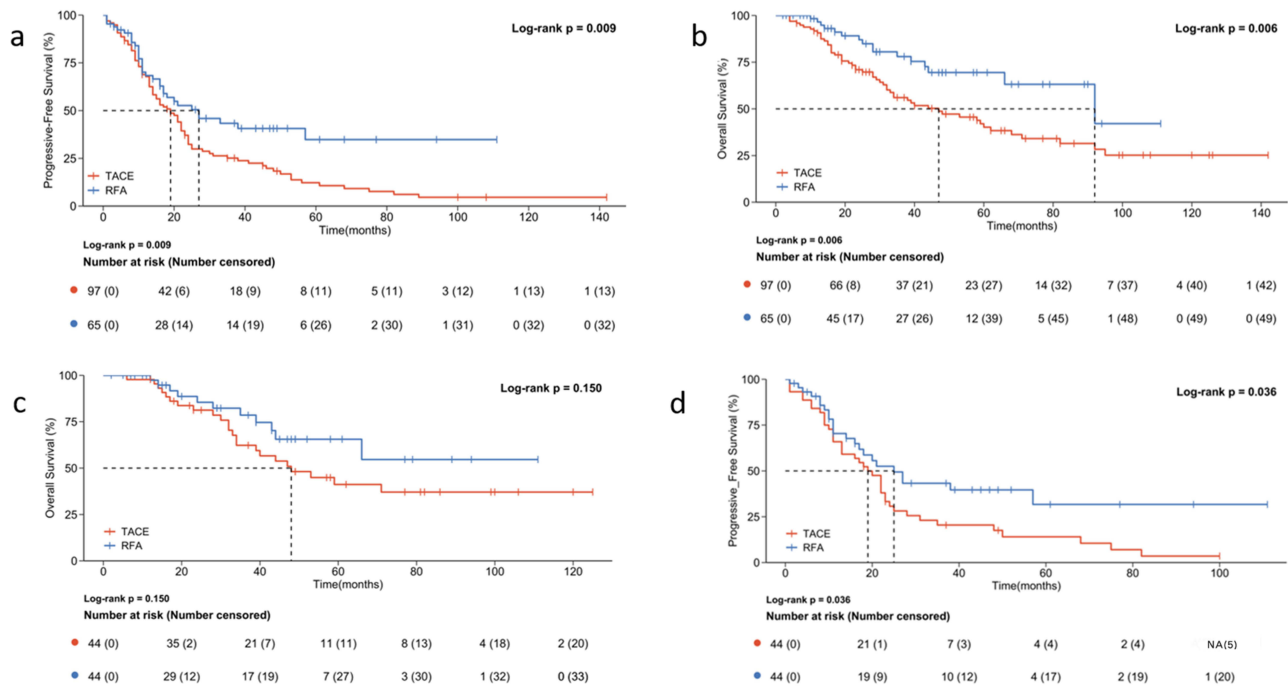 a
Log-rank p = 0.009
Progressive-Free Survival (%)
100
75
50
25
0
TACE
RFA
0 20 40 60 80 100 120 140
Time(months)
Log-rank p = 0.009
Number at risk (Number censored)
97 (0) 42 (6) 18 (9) 8 (11) 5 (11) 3 (12) 1 (13) 1 (13)
65 (0) 28 (14) 14 (19) 6 (26) 2 (30) 1 (31) 0 (32) 0 (32)
b
Log-rank p = 0.006
Overall Survival (%)
100
75
50
25
0
TACE
RFA
0 20 40 60 80 100 120 140
Time(months)
Log-rank p = 0.006
Number at risk (Number censored)
97 (0) 66 (8) 37 (21) 23 (27) 14 (32) 7 (37) 4 (40) 1 (42)
65 (0) 45 (17) 27 (26) 12 (39) 5 (45) 1 (48) 0 (49) 0 (49)
c
Log-rank p = 0.150
Overall Survival (%)
100
75
50
25
0
TACE
RFA
0 20 40 60 80 100 120
Time(months)
Log-rank p = 0.150
Number at risk (Number censored)
44 (0) 35 (2) 21 (7) 11 (11) 8 (13) 4 (18) 2 (20)
44 (0) 29 (12) 17 (19) 7 (27) 3 (30) 1 (32) 0 (33)
d
Log-rank p = 0.036
Progressive_Free Survival (%)
100
75
50
25
0
TACE
RFA
0 20 40 60 80 100
Time(months)
Log-rank p = 0.036
Number at risk (Number censored)
44 (0) 21 (1) 7 (3) 4 (4) 2 (4) NA(5)
44 (0) 19 (9) 10 (12) 4 (17) 2 (19) 1 (20)